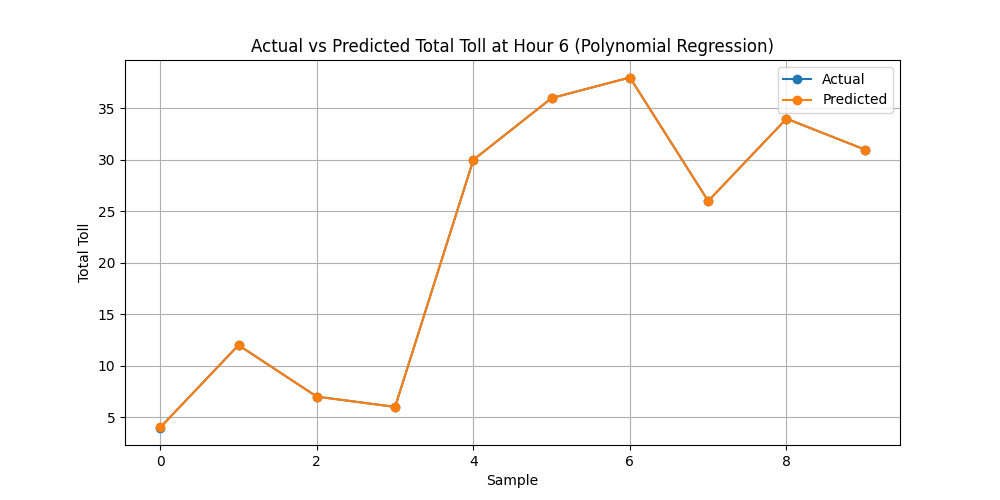 Actual vs Predicted Total Toll at Hour 6 (Polynomial Regression)
Actual
Predicted
35
30
25
20
15
10
5
Total Toll
0 2 4 6 8
Sample